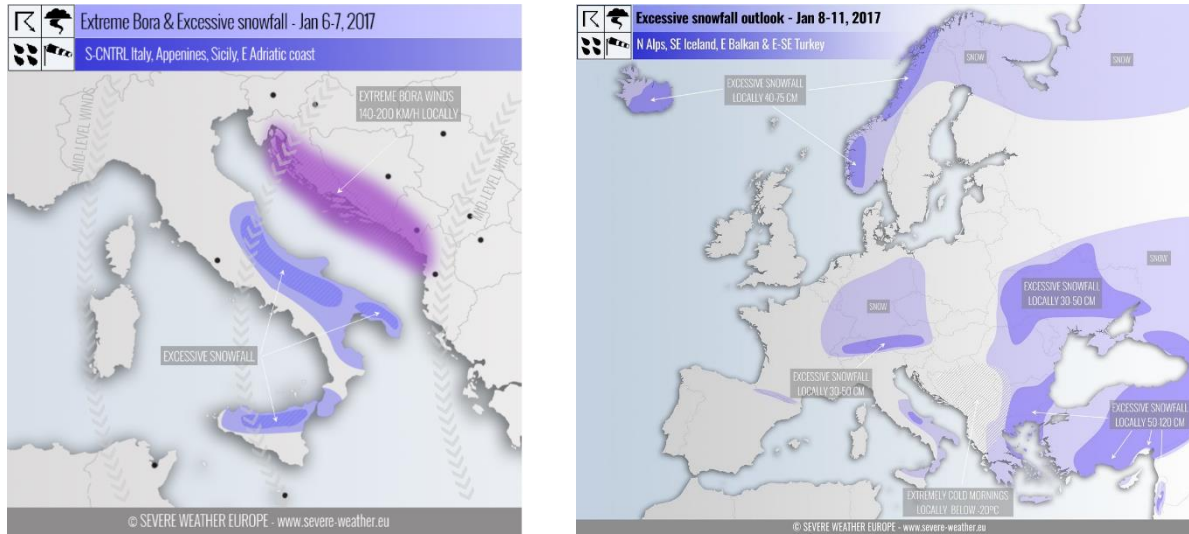 Extreme Bora & Excessive snowfall - Jan 6-7, 2017
S-CNTRL Italy, Appenines, Sicily, E Adriatic coast
MID-LEVEL WINDS
EXTREME BORA WINDS
140-200 KM/H LOCALLY
MID-LEVEL WINDS
EXCESSIVE SNOWFALL
© SEVERE WEATHER EUROPE - www.severe-weather.eu
Excessive snowfall outlook - Jan 8-11, 2017
N Alps, SE Iceland, E Balkan & E-SE Turkey
SNOW
SNOW
EXCESSIVE SNOWFALL
LOCALLY 40-75 CM
SNOW
EXCESSIVE SNOWFALL
LOCALLY 30-50 CM
SNOW
EXCESSIVE SNOWFALL
LOCALLY 30-50 CM
EXCESSIVE SNOWFALL
LOCALLY 50-120 CM
EXTREMELY COLD MORNINGS
LOCALLY BELOW -20°C
© SEVERE WEATHER EUROPE - www.severe-weather.eu